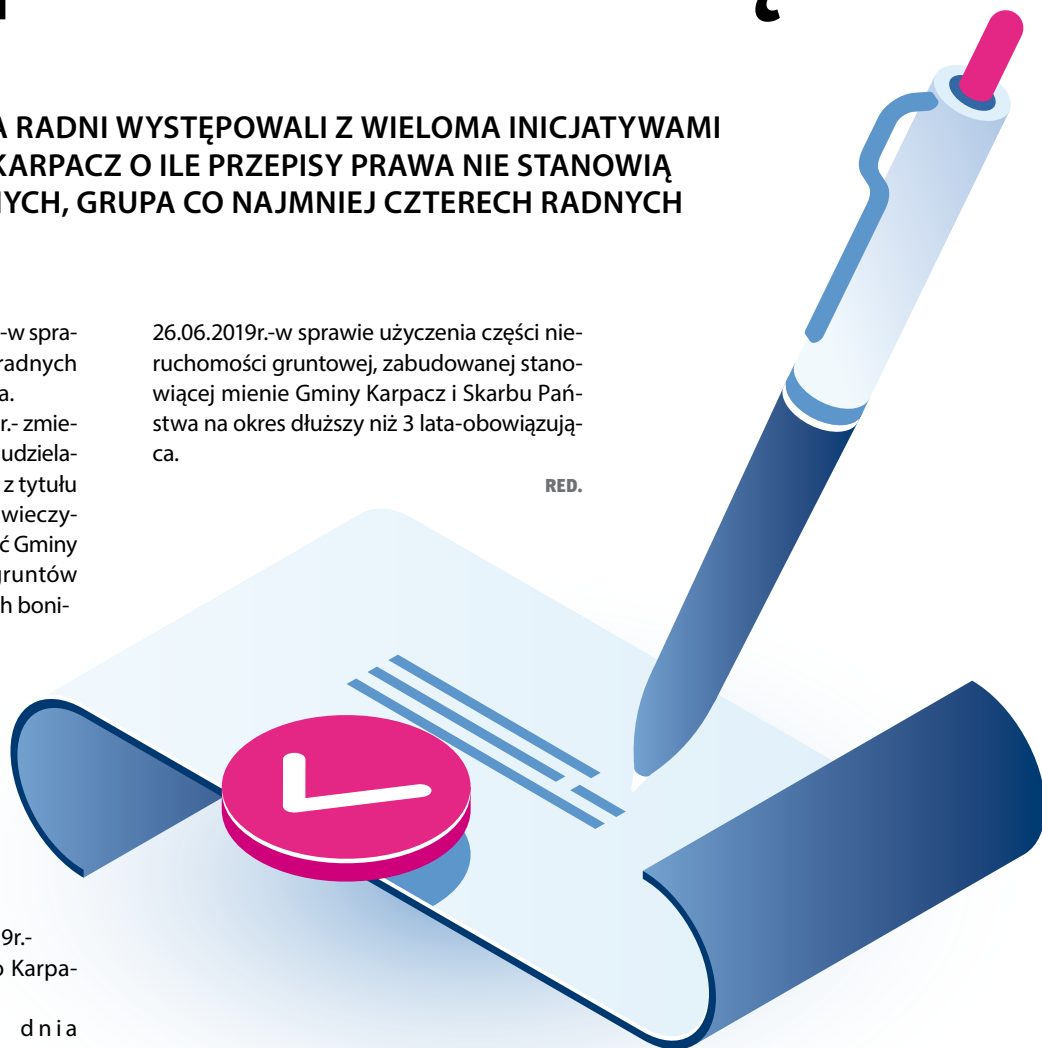 A RADNI WYSTĘPOWALI Z WIELOMA INICJATYWAMI
KARPACZ O ILE PRZEPISY PRAWA NIE STANOWIĄ
YCH, GRUPA CO NAJMNIEJ CZTERECH RADNYCH
-w spra-
radnych
a.
r.- zmie-
udziela-
z tytułu
wieczy-
ć Gminy
gruntów
h boni-
9r.-
o Karpa-
dnia
26.06.2019r.-w sprawie użyczenia części nie-
ruchomości gruntowej, zabudowanej stano-
wiącej mienie Gminy Karpacz i Skarbu Pań-
stwa na okres dłuższy niż 3 lata-obowiązują-
ca.
RED.